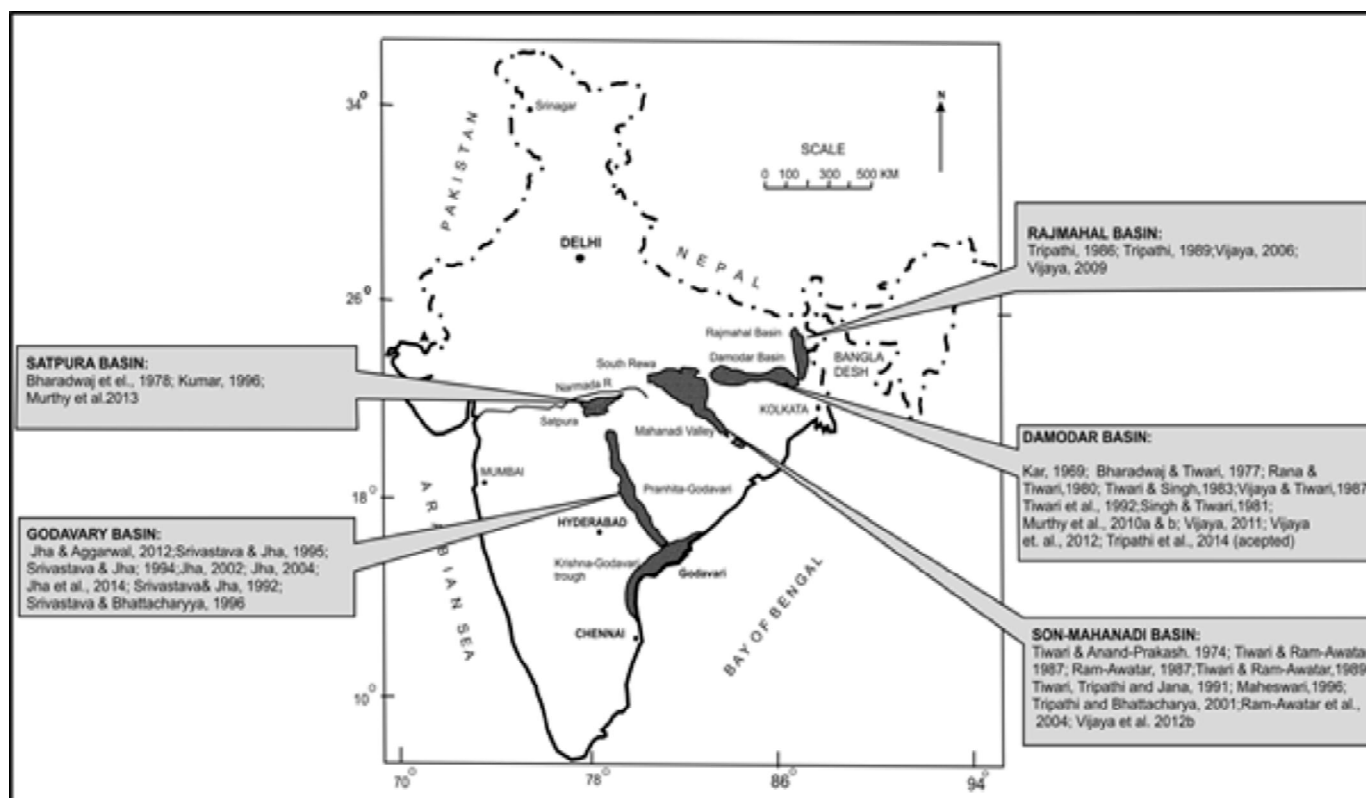 34°
26°
18°
10°
70°
78°
86°
94°
N
SCALE
0 100 300 500 KM
PAKISTAN
Srinagar
DELHI
NEPAL
Rajmahal Basin
Damodar Basin
BANGLA
DESH
South Rewa
Narmada R
KOLKATA
Satpura
Mahanadi Valley
MUMBAI
Pranhita-Godavari
HYDERABAD
Krishna-Godavari
trough
Godavari
CHENNAI
ARABIAN SEA
BAY OF BENGAL
RAJMAHAL BASIN:
Tripathi, 1986; Tripathi, 1989;Vijaya, 2006;
Vijaya, 2009
SATPURA BASIN:
Bharadwaj et el., 1978; Kumar, 1996;
Murthy et al.2013
DAMODAR BASIN:
Kar, 1969; Bharadwaj & Tiwari, 1977; Rana &
Tiwari,1980; Tiwari & Singh,1983;Vijaya & Tiwari,1987
Tiwari et al., 1992;Singh & Tiwari,1981;
Murthy et al., 2010a & b; Vijaya, 2011; Vijaya
et. al., 2012; Tripathi et al., 2014 (acepted)
GODAVARY BASIN:
Jha & Aggarwal, 2012;Srivastava & Jha, 1995;
Srivastava & Jha; 1994;Jha, 2002; Jha, 2004;
Jha et al., 2014; Srivastava& Jha, 1992;
Srivastava & Bhattacharyya, 1996
SON-MAHANADI BASIN:
Tiwari & Anand-Prakash. 1974; Tiwari & Ram-Awatar
1987; Ram-Awatar, 1987;Tiwari & Ram-Awatar,1989
Tiwari, Tripathi and Jana, 1991; Maheswari,1996;
Tripathi and Bhattacharya, 2001;Ram-Awatar et al.,
2004; Vijaya et al. 2012b